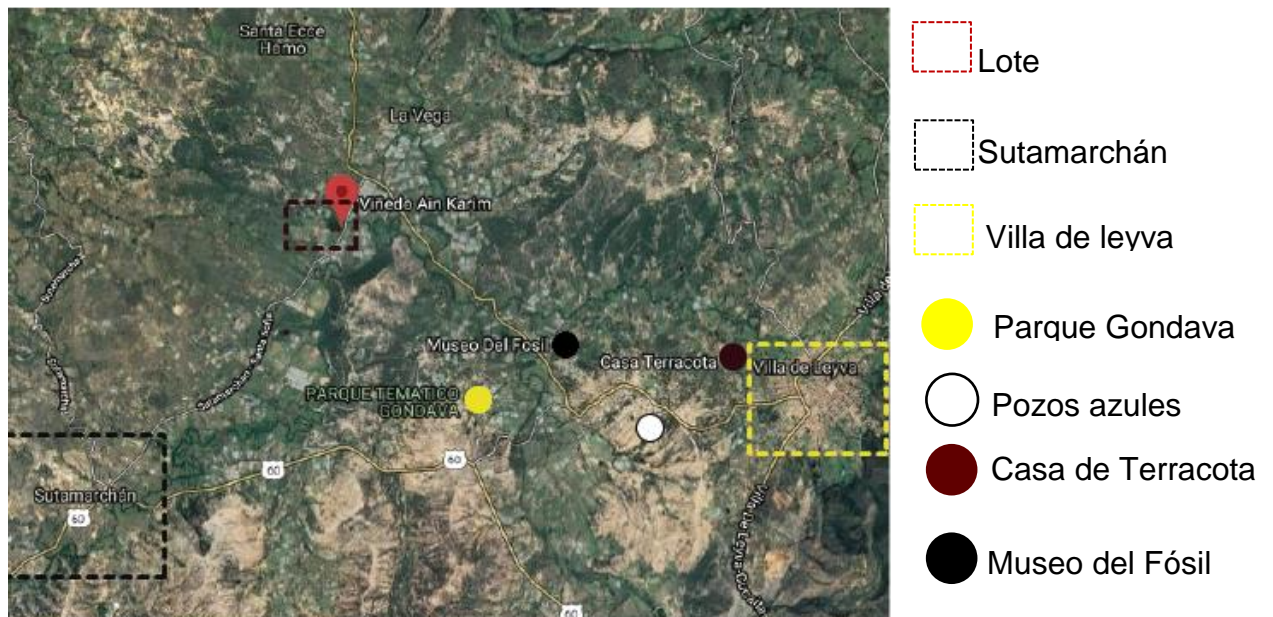 Santa Ecce
Homo
La Vega
Viñedo Ain Karim
Museo Del Fosil
Casa Terracota
Villa de Leyva
PARQUE TEMATICO
GONDAVA
60
60
Sutamarchán
60
60
Lote
Sutamarchán
Villa de leyva
Parque Gondava
Pozos azules
Casa de Terracota
Museo del Fósil